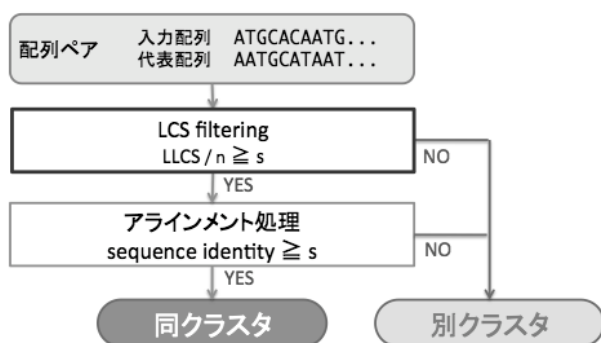 配列ペア
入力配列 ATGCACAATG...
代表配列 AATGCATAAT...
LCS filtering
LLCS / n ≧ s
NO
YES
アラインメント処理
sequence identity ≧ s
NO
YES
同クラスタ
別クラスタ